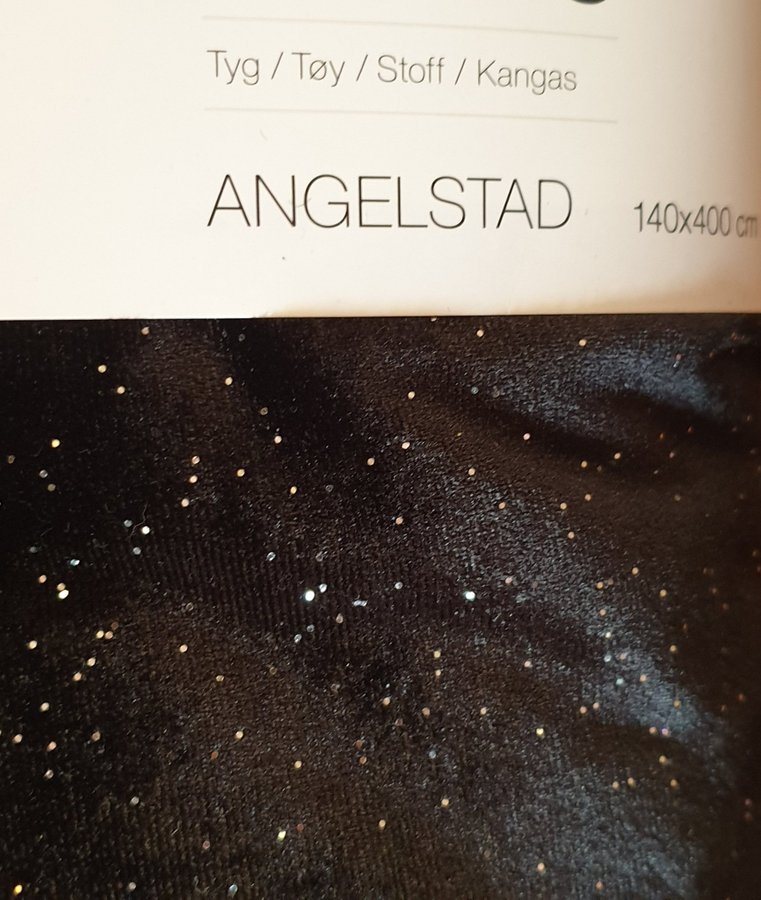 Tyg / Tøy / Stoff / Kangas
ANGELSTAD 140x400 cm